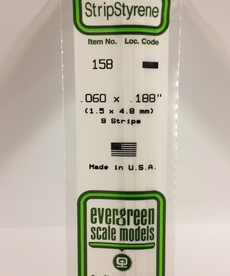 StripStyrene
Item No. Loc. Code
158
.060 x .188"
(1.5 x 4.8 mm)
9 Strips
Made in U.S.A.
evergreen
scale models